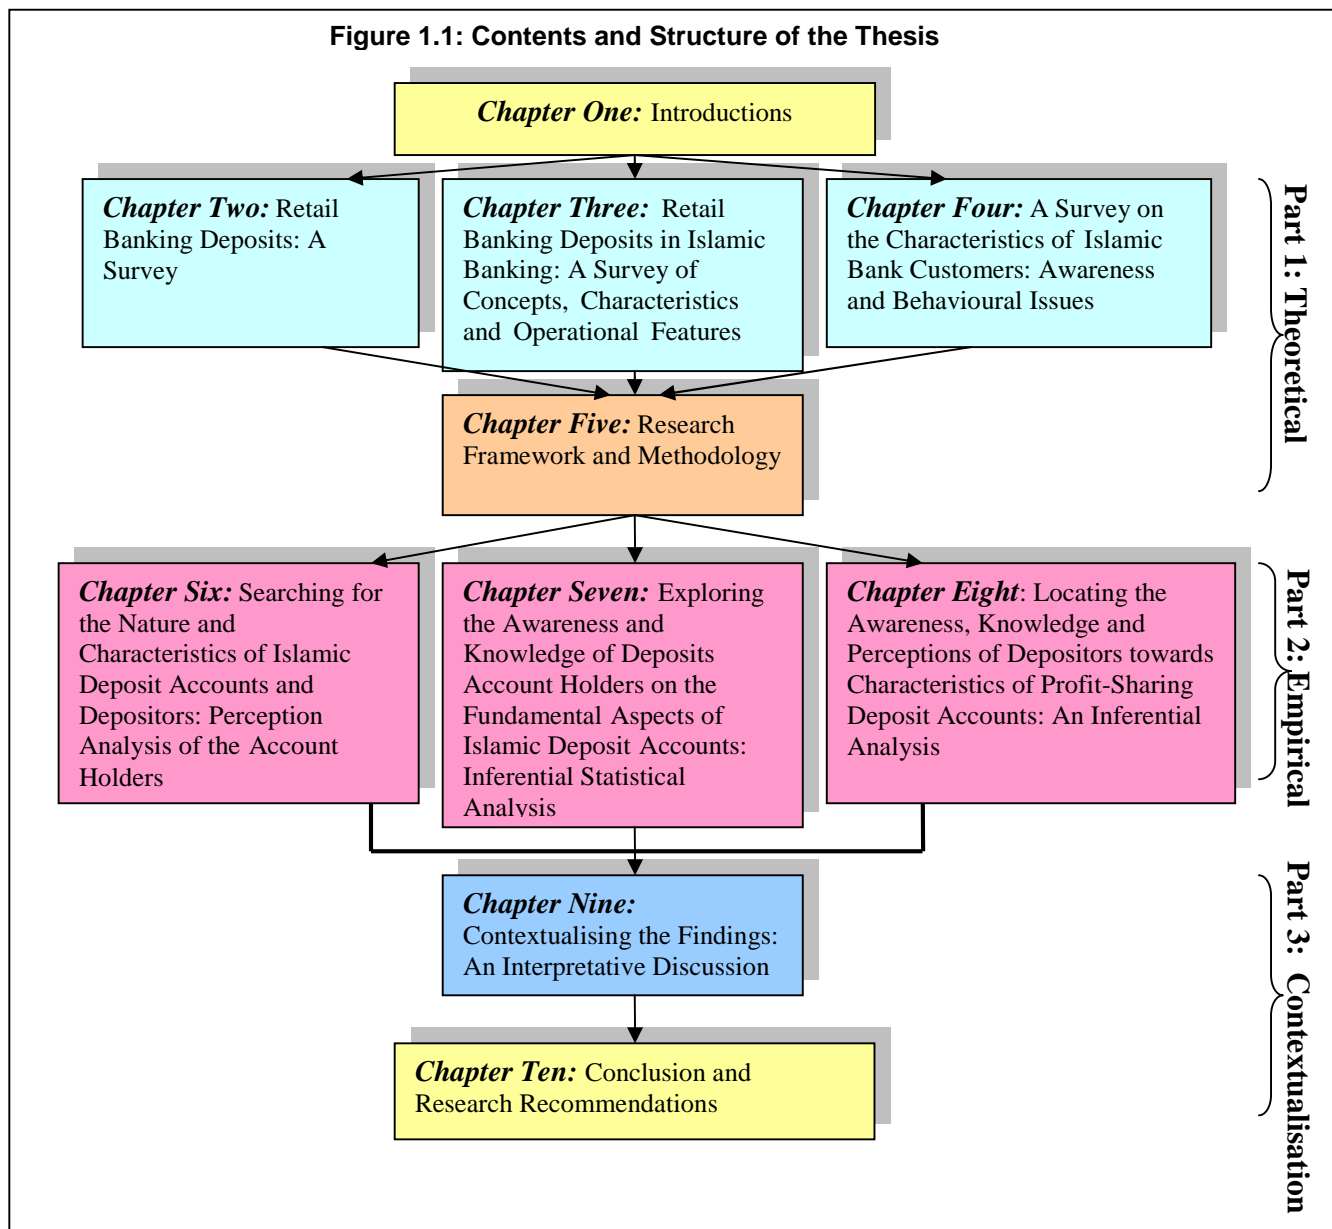 Figure 1.1: Contents and Structure of the Thesis
Chapter One: Introductions
Chapter Two: Retail
Banking Deposits: A
Survey
Chapter Three: Retail
Banking Deposits in Islamic
Banking: A Survey of
Concepts, Characteristics
and Operational Features
Chapter Four: A Survey on
the Characteristics of Islamic
Bank Customers: Awareness
and Behavioural Issues
Part 1: Theoretical
Chapter Five: Research
Framework and Methodology
Chapter Six: Searching for
the Nature and
Characteristics of Islamic
Deposit Accounts and
Depositors: Perception
Analysis of the Account
Holders
Chapter Seven: Exploring
the Awareness and
Knowledge of Deposits
Account Holders on the
Fundamental Aspects of
Islamic Deposit Accounts:
Inferential Statistical
Analysis
Chapter Eight: Locating the
Awareness, Knowledge and
Perceptions of Depositors towards
Characteristics of Profit-Sharing
Deposit Accounts: An Inferential
Analysis
Part 2: Empirical
Chapter Nine:
Contextualising the Findings:
An Interpretative Discussion
Chapter Ten: Conclusion and
Research Recommendations
Part 3: Contextualisation